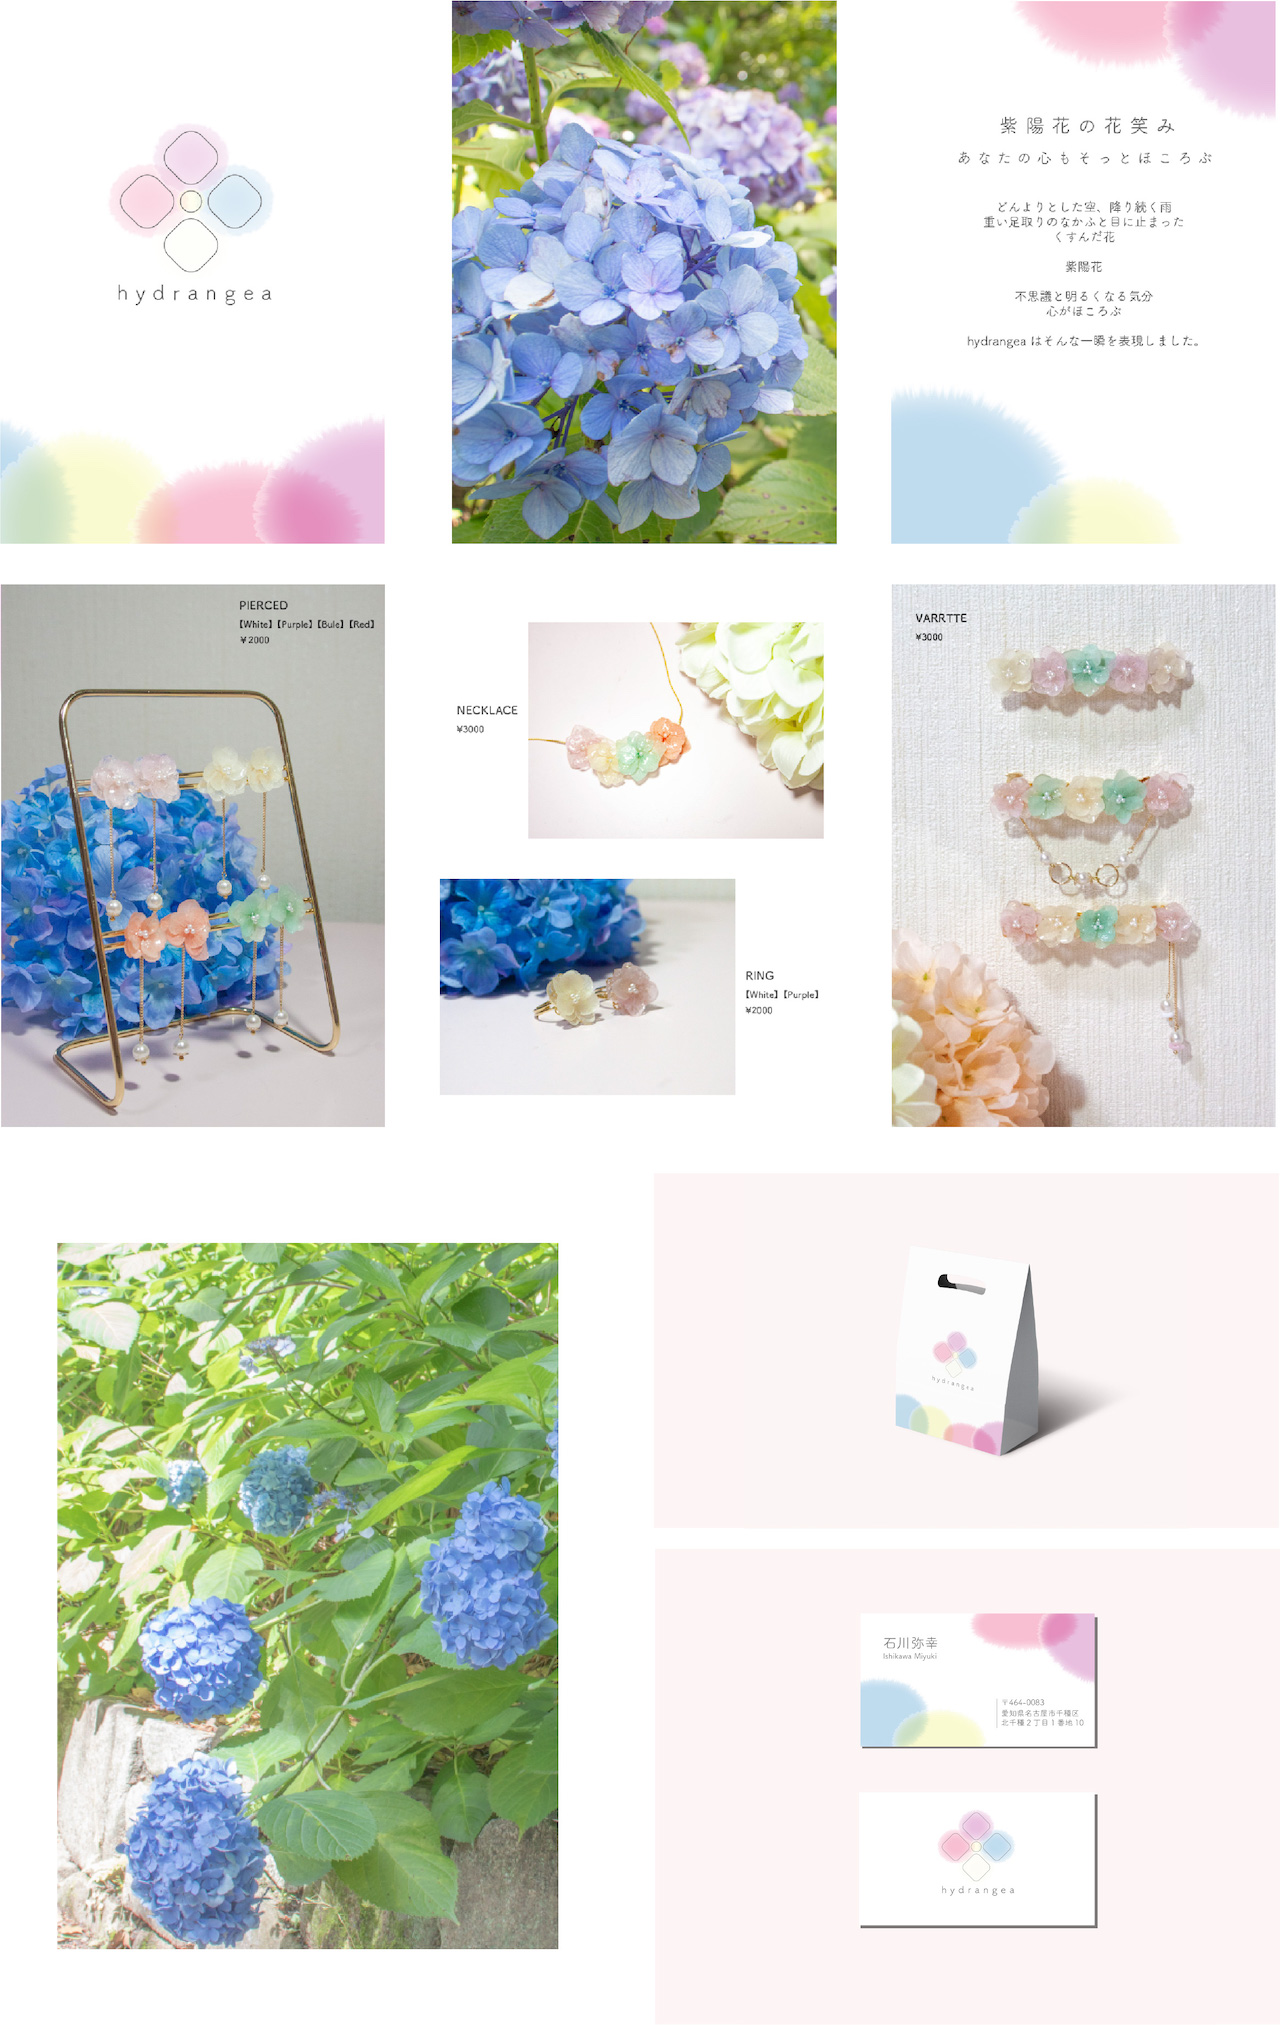 hydrangea
紫陽花の花笑み
あなたの心もそっとほころぶ
どんよりとした空、降り続く雨
重い足取りのなかふと目に止まった
くすんだ花
紫陽花
不思議と明るくなる気分
心がほころぶ
hydrangea はそんな一瞬を表現しました。
PIERCED
【White】【Purple】【Bule】【Red】
￥2000
NECKLACE
¥3000
RING
【White】【Purple】
¥2000
VARRTTE
¥3000
hydrangea
石川弥幸
Ishikawa Miyuki
〒464-0083
愛知県名古屋市千種区
北千種２丁目１番地10
hydrangea